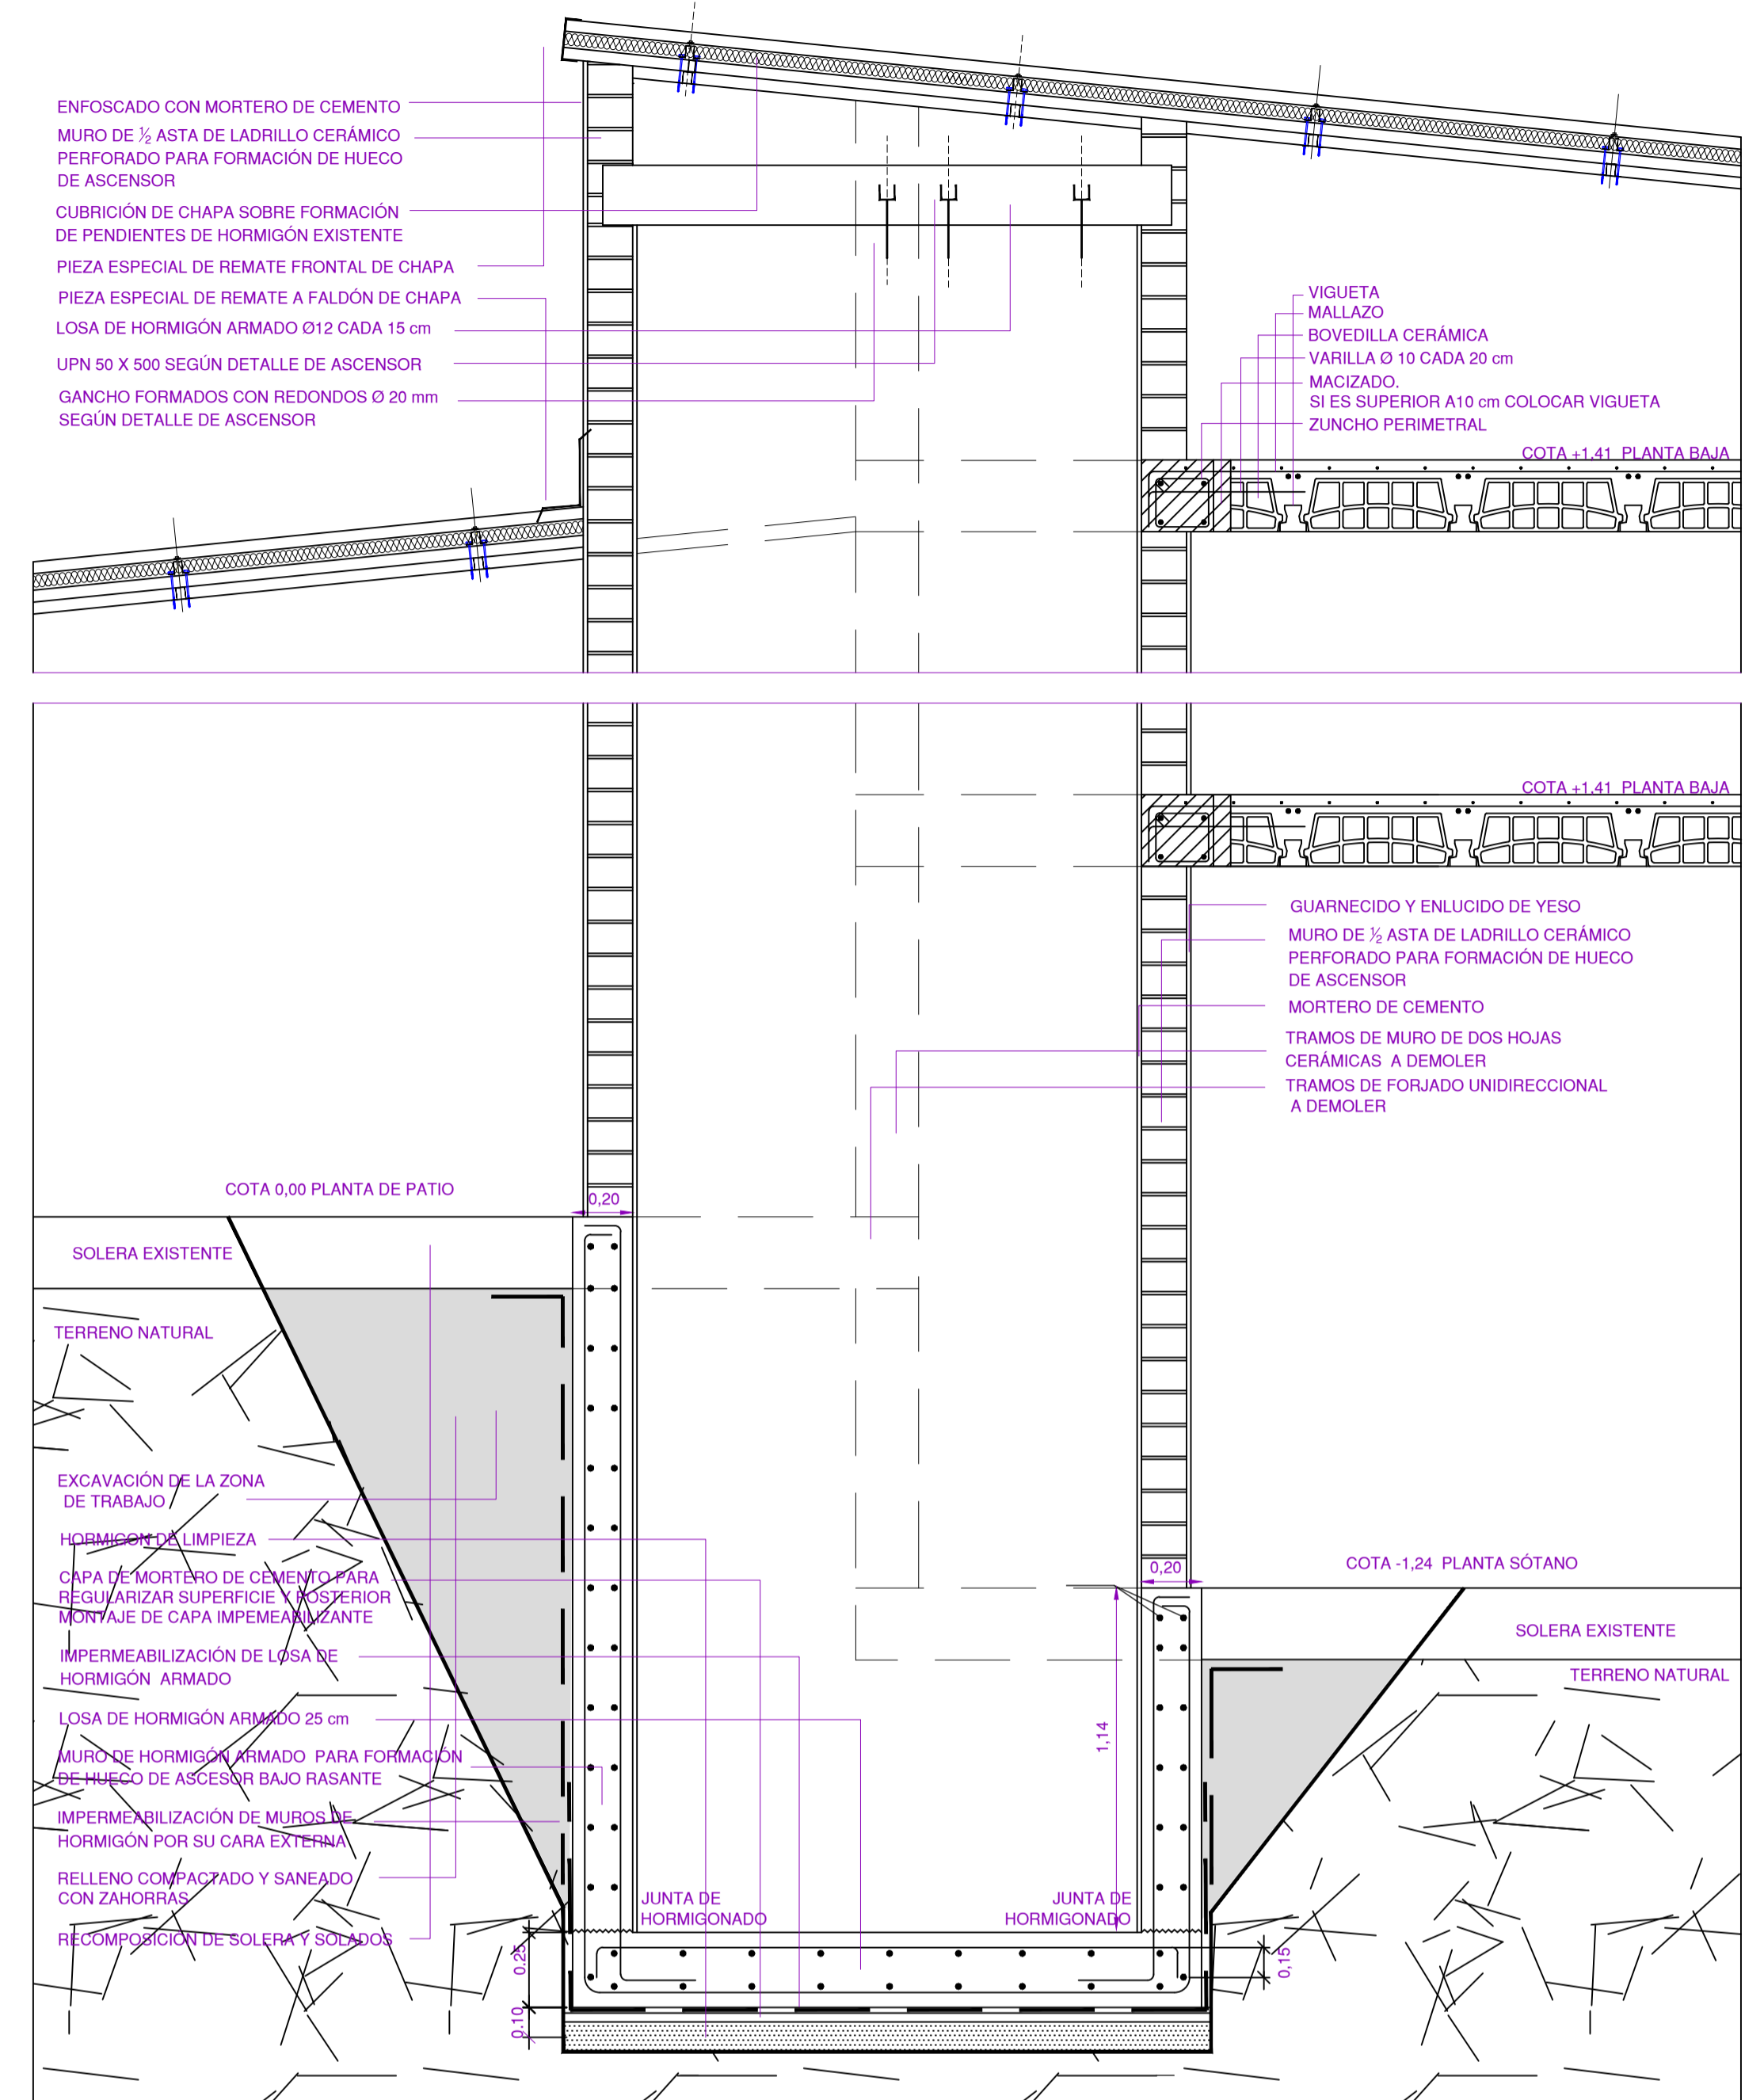 ENFOSCADO CON MORTERO DE CEMENTO
MURO DE ½ ASTA DE LADRILLO CERÁMICO
PERFORADO PARA FORMACIÓN DE HUECO
DE ASCENSOR
CUBRICIÓN DE CHAPA SOBRE FORMACIÓN
DE PENDIENTES DE HORMIGÓN EXISTENTE
PIEZA ESPECIAL DE REMATE FRONTAL DE CHAPA
PIEZA ESPECIAL DE REMATE A FALDÓN DE CHAPA
LOSA DE HORMIGÓN ARMADO Ø12 CADA 15 cm
UPN 50 X 500 SEGÚN DETALLE DE ASCENSOR
GANCHO FORMADOS CON REDONDOS Ø 20 mm
SEGÚN DETALLE DE ASCENSOR
VIGUETA
MALLAZO
BOVEDILLA CERÁMICA
VARILLA Ø 10 CADA 20 cm
MACIZADO.
SI ES SUPERIOR A10 cm COLOCAR VIGUETA
ZUNCHO PERIMETRAL
COTA +1,41 PLANTA BAJA
COTA +1,41 PLANTA BAJA
GUARNECIDO Y ENLUCIDO DE YESO
MURO DE ½ ASTA DE LADRILLO CERÁMICO
PERFORADO PARA FORMACIÓN DE HUECO
DE ASCENSOR
MORTERO DE CEMENTO
TRAMOS DE MURO DE DOS HOJAS
CERÁMICAS A DEMOLER
TRAMOS DE FORJADO UNIDIRECCIONAL
A DEMOLER
COTA 0,00 PLANTA DE PATIO
0,20
SOLERA EXISTENTE
TERRENO NATURAL
EXCAVACIÓN DE LA ZONA
DE TRABAJO
HORMIGON DE LIMPIEZA
CAPA DE MORTERO DE CEMENTO PARA
REGULARIZAR SUPERFICIE Y POSTERIOR
MONTAJE DE CAPA IMPEMEABILIZANTE
IMPERMEABILIZACIÓN DE LOSA DE
HORMIGÓN ARMADO
LOSA DE HORMIGÓN ARMADO 25 cm
MURO DE HORMIGÓN ARMADO PARA FORMACIÓN
DE HUECO DE ASCESOR BAJO RASANTE
IMPERMEABILIZACIÓN DE MUROS DE
HORMIGÓN POR SU CARA EXTERNA
RELLENO COMPACTADO Y SANEADO
CON ZAHORRAS
RECOMPOSICIÓN DE SOLERA Y SOLADOS
0,20
COTA -1,24 PLANTA SÓTANO
SOLERA EXISTENTE
TERRENO NATURAL
1,14
JUNTA DE
HORMIGONADO
JUNTA DE
HORMIGONADO
0.25
0.10
0,15